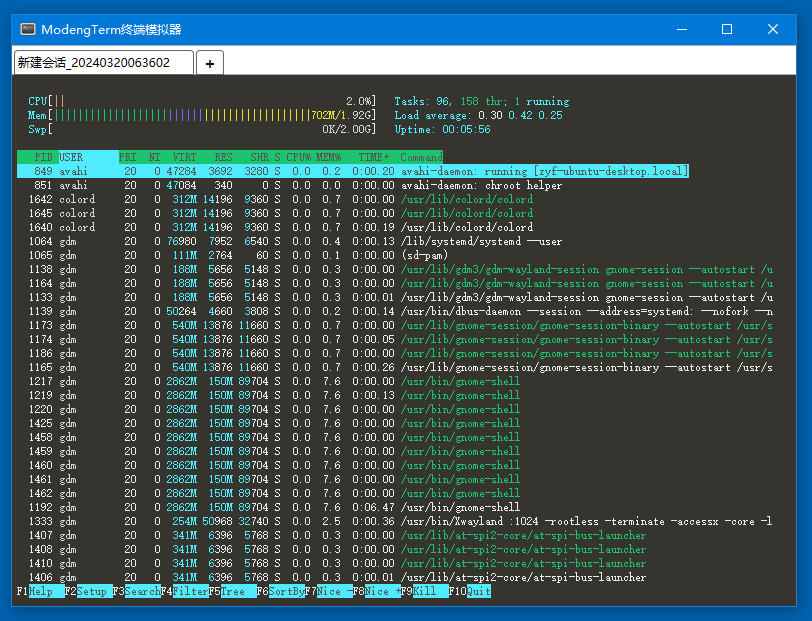 ModengTerm终端模拟器
新建会话_20240320063602 +
CPU[|| 2.0%] Tasks: 96, 158 thr; 1 running
Mem[||||||||||||||||||||||||||||||||||||||||||||702M/1.92G] Load average: 0.30 0.42 0.25
Swp[ 0K/2.00G] Uptime: 00:05:56
PID USER PRI NI VIRT RES SHR S CPU% MEM% TIME+ Command
849 avahi 20 0 47284 3692 3280 S 0.0 0.2 0:00.20 avahi-daemon: running [zyf-ubuntu-desktop.local]
851 avahi 20 0 47084 340 0 S 0.0 0.0 0:00.00 avahi-daemon: chroot helper
1642 colord 20 0 312M 14196 9360 S 0.0 0.7 0:00.00 /usr/lib/colord/colord
1645 colord 20 0 312M 14196 9360 S 0.0 0.7 0:00.00 /usr/lib/colord/colord
1640 colord 20 0 312M 14196 9360 S 0.0 0.7 0:00.19 /usr/lib/colord/colord
1064 gdm 20 0 76980 7952 6540 S 0.0 0.4 0:00.13 /lib/systemd/systemd --user
1065 gdm 20 0 111M 2764 60 S 0.0 0.1 0:00.00 (sd-pam)
1138 gdm 20 0 188M 5656 5148 S 0.0 0.3 0:00.00 /usr/lib/gdm3/gdm-wayland-session gnome-session --autostart /u
1164 gdm 20 0 188M 5656 5148 S 0.0 0.3 0:00.00 /usr/lib/gdm3/gdm-wayland-session gnome-session --autostart /u
1133 gdm 20 0 188M 5656 5148 S 0.0 0.3 0:00.01 /usr/lib/gdm3/gdm-wayland-session gnome-session --autostart /u
1139 gdm 20 0 50264 4660 3808 S 0.0 0.2 0:00.14 /usr/bin/dbus-daemon --session --address=systemd: --nofork --n
1173 gdm 20 0 540M 13876 11660 S 0.0 0.7 0:00.00 /usr/lib/gnome-session/gnome-session-binary --autostart /usr/s
1174 gdm 20 0 540M 13876 11660 S 0.0 0.7 0:00.05 /usr/lib/gnome-session/gnome-session-binary --autostart /usr/s
1186 gdm 20 0 540M 13876 11660 S 0.0 0.7 0:00.00 /usr/lib/gnome-session/gnome-session-binary --autostart /usr/s
1165 gdm 20 0 540M 13876 11660 S 0.0 0.7 0:00.26 /usr/lib/gnome-session/gnome-session-binary --autostart /usr/s
1217 gdm 20 0 2862M 150M 89704 S 0.0 7.6 0:00.00 /usr/bin/gnome-shell
1219 gdm 20 0 2862M 150M 89704 S 0.0 7.6 0:00.13 /usr/bin/gnome-shell
1220 gdm 20 0 2862M 150M 89704 S 0.0 7.6 0:00.00 /usr/bin/gnome-shell
1425 gdm 20 0 2862M 150M 89704 S 0.0 7.6 0:00.00 /usr/bin/gnome-shell
1458 gdm 20 0 2862M 150M 89704 S 0.0 7.6 0:00.00 /usr/bin/gnome-shell
1459 gdm 20 0 2862M 150M 89704 S 0.0 7.6 0:00.00 /usr/bin/gnome-shell
1460 gdm 20 0 2862M 150M 89704 S 0.0 7.6 0:00.00 /usr/bin/gnome-shell
1461 gdm 20 0 2862M 150M 89704 S 0.0 7.6 0:00.00 /usr/bin/gnome-shell
1462 gdm 20 0 2862M 150M 89704 S 0.0 7.6 0:00.00 /usr/bin/gnome-shell
1192 gdm 20 0 2862M 150M 89704 S 0.0 7.6 0:06.47 /usr/bin/gnome-shell
1333 gdm 20 0 254M 50968 32740 S 0.0 2.5 0:00.36 /usr/bin/Xwayland :1024 -rootless -terminate -accessx -core -l
1407 gdm 20 0 341M 6396 5768 S 0.0 0.3 0:00.00 /usr/lib/at-spi2-core/at-spi-bus-launcher
1408 gdm 20 0 341M 6396 5768 S 0.0 0.3 0:00.00 /usr/lib/at-spi2-core/at-spi-bus-launcher
1410 gdm 20 0 341M 6396 5768 S 0.0 0.3 0:00.00 /usr/lib/at-spi2-core/at-spi-bus-launcher
1406 gdm 20 0 341M 6396 5768 S 0.0 0.3 0:00.01 /usr/lib/at-spi2-core/at-spi-bus-launcher
F1Help F2Setup F3SearchF4FilterF5Tree F6SortByF7Nice -F8Nice +F9Kill F10Quit